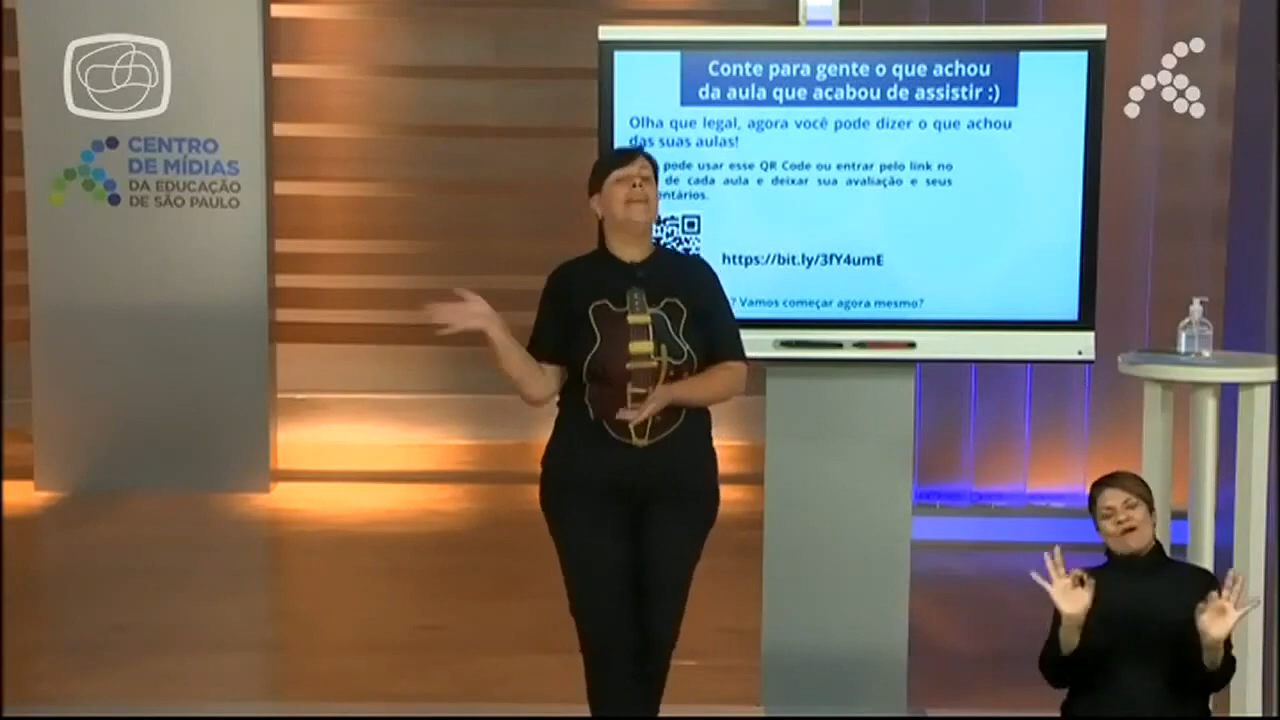 CENTRO
DE MÍDIAS
DA EDUCAÇÃO
DE SÃO PAULO
Conte para gente o que achou
da aula que acabou de assistir :)
Olha que legal, agora você pode dizer o que achou
das suas aulas!
pode usar esse QR Code ou entrar pelo link no
de cada aula e deixar sua avaliação e seus
https://bit.ly/3fY4umE
? Vamos começar agora mesmo?